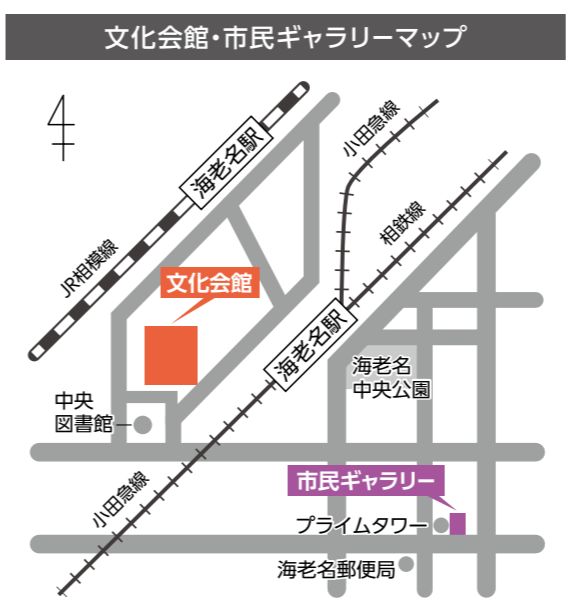 文化会館・市民ギャラリーマップ
海老名駅
小田急線
JR相模線
相鉄線
文化会館
海老名駅
海老名
中央公園
中央
図書館
小田急線
市民ギャラリー
プライムタワー
海老名郵便局